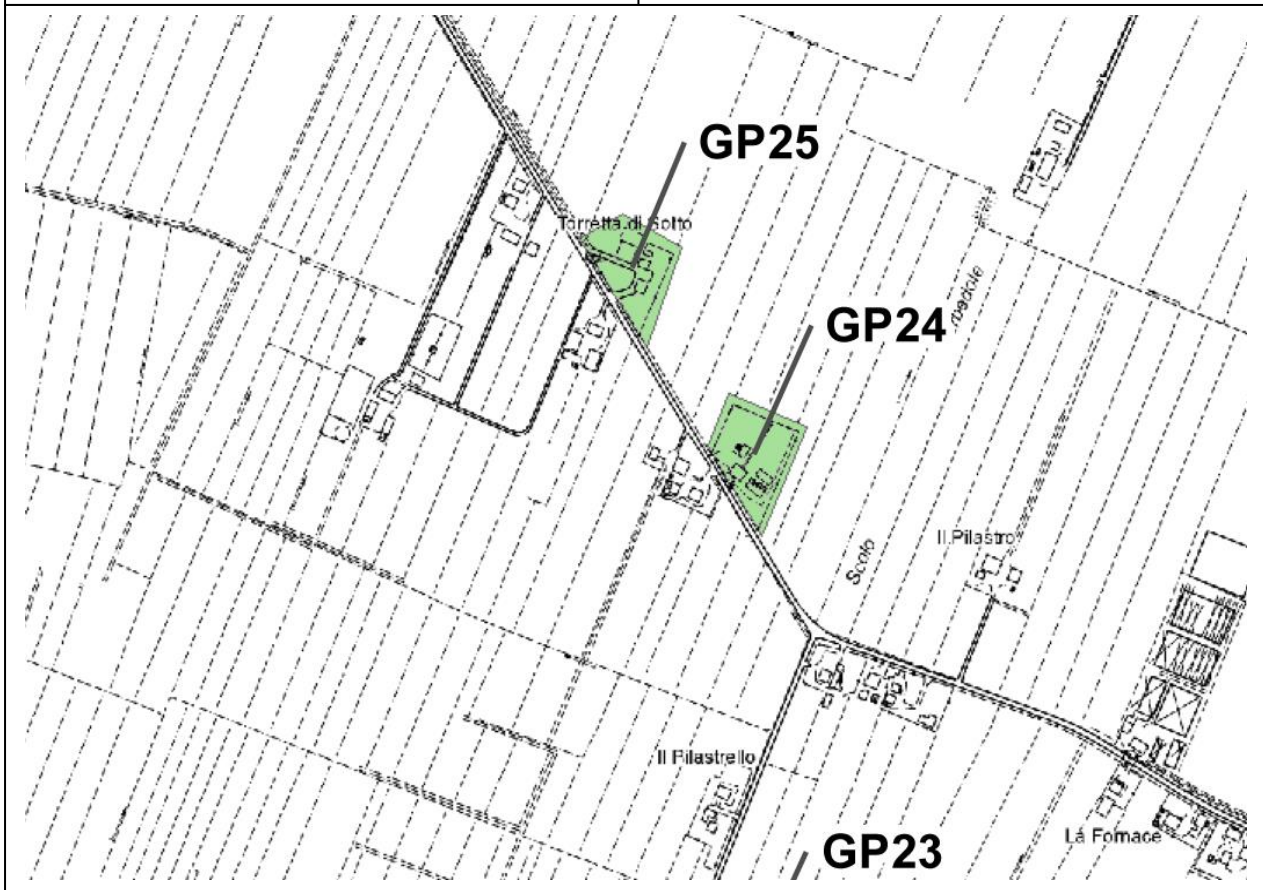 GP25
Torretta di Sotto
GP24
Scolo
Il Pilastro
Il Pilastrello
La Fornace
GP23